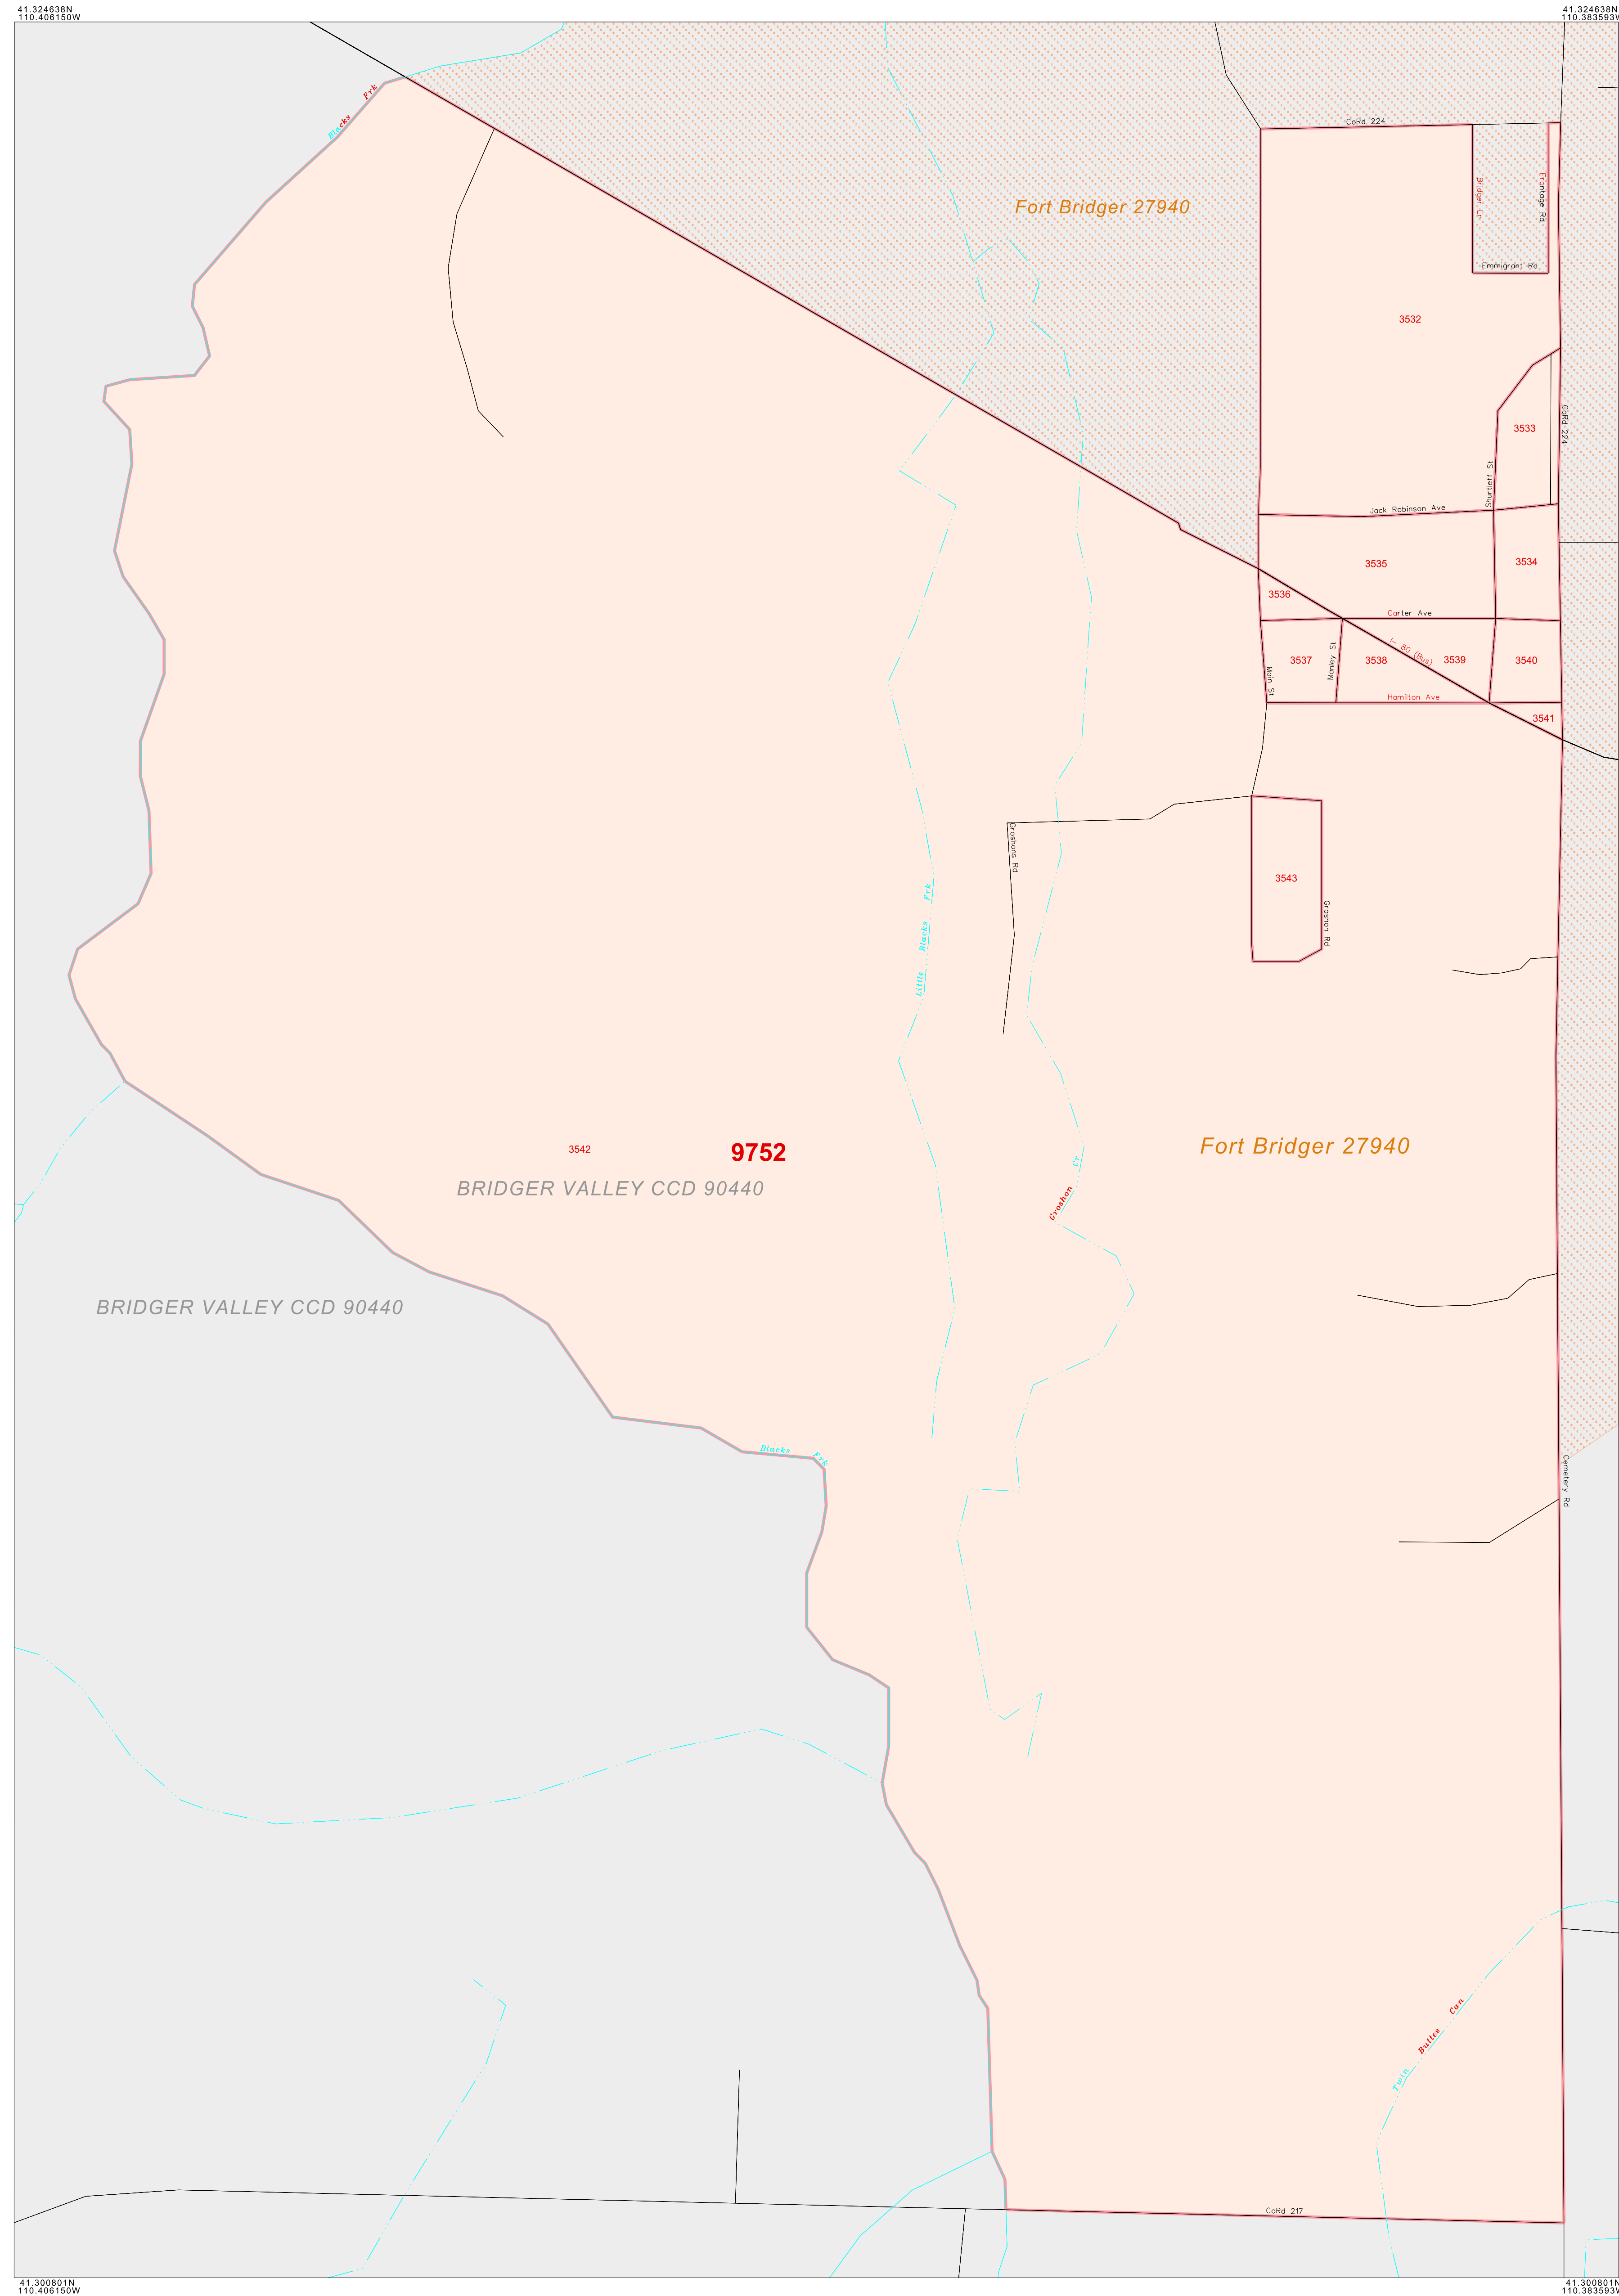 41.324638N
110.406150W
41.324638N
110.383593W
Blacks Frk
CoRd 224
Fort Bridger 27940
Bridger Ln
Frontage Rd
Emmigrant Rd
3532
3533
CoRd 224
Shurtleff St
Jack Robinson Ave
3535
3534
3536
Carter Ave
I- 80 (Bus)
3537
Manley St
3538
3539
3540
Main St
Hamilton Ave
3541
Groshons Rd
3543
Groshon Rd
Little Blacks Frk
3542
9752
Fort Bridger 27940
BRIDGER VALLEY CCD 90440
Groshon Cr
BRIDGER VALLEY CCD 90440
Blacks Frk
Cemetery Rd
Twin Buttes Can
CoRd 217
41.300801N
110.406150W
41.300801N
110.383593W